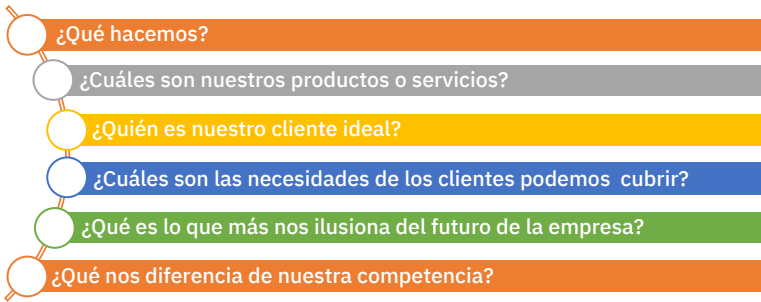 ¿Qué hacemos?
¿Cuáles son nuestros productos o servicios?
¿Quién es nuestro cliente ideal?
¿Cuáles son las necesidades de los clientes podemos  cubrir?
¿Qué es lo que más nos ilusiona del futuro de la empresa?
¿Qué nos diferencia de nuestra competencia?